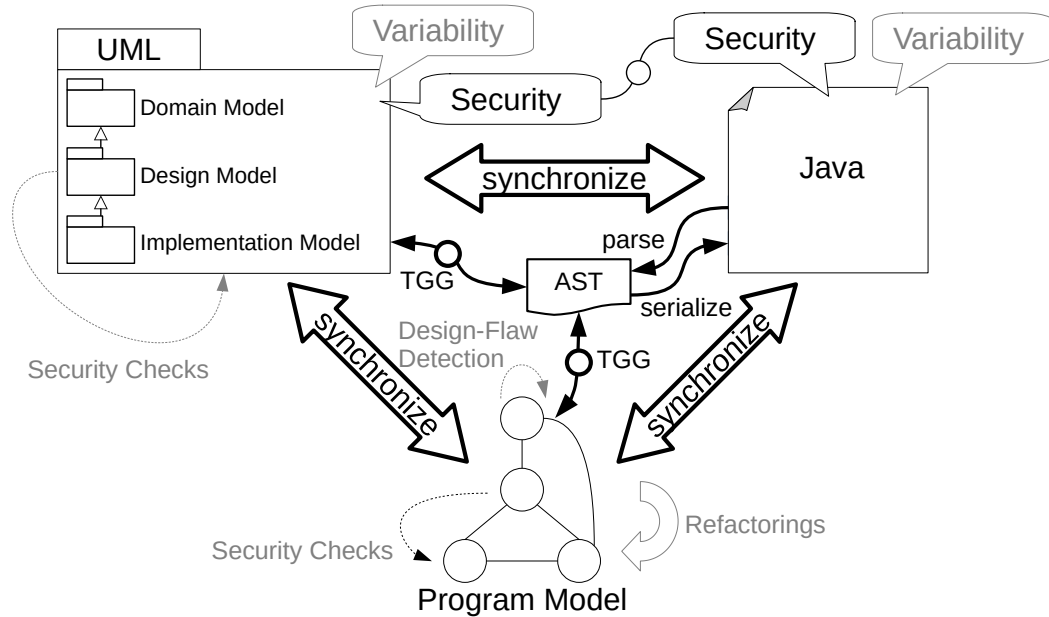 UML
Variability
Security
Variability
Domain Model
Security
Design Model
synchronize
Java
Implementation Model
parse
TGG
AST
serialize
Design-Flaw
Detection
TGG
Security Checks
synchronize
synchronize
Security Checks
Refactorings
Program Model